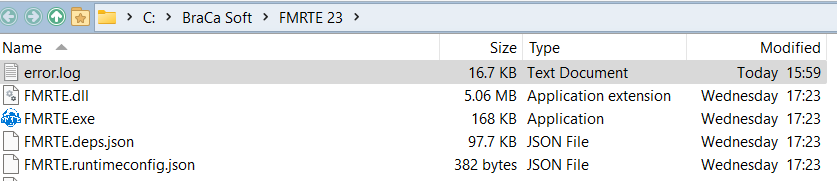 C: BraCa Soft FMRTE 23
Name Size Type Modified
error.log 16.7 KB Text Document Today 15:59
FMRTE.dll 5.06 MB Application extension Wednesday 17:23
FMRTE.exe 168 KB Application Wednesday 17:23
FMRTE.deps.json 97.7 KB JSON File Wednesday 17:23
FMRTE.runtimeconfig.json 382 bytes JSON File Wednesday 17:23